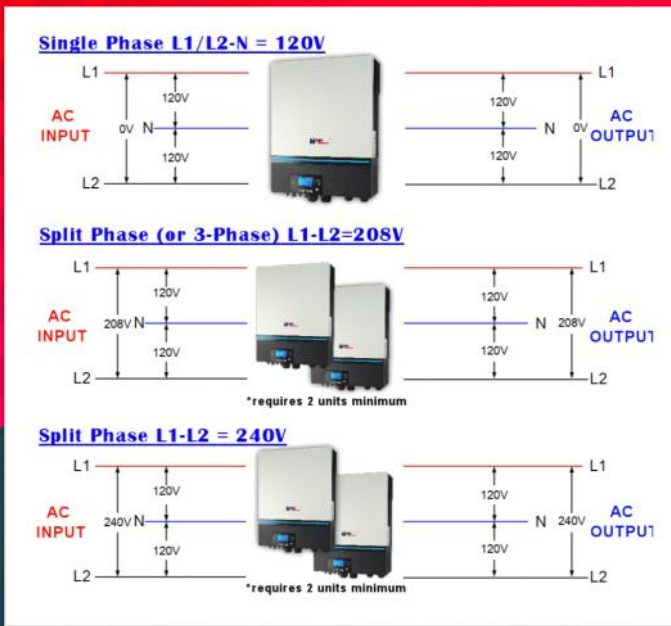 Single Phase L1/L2-N = 120V
L1 120V L1
AC INPUT 0V N N 0V AC OUTPUT
120V 120V 120V
L2 L2
Split Phase (or 3-Phase) L1-L2=208V
L1 L1
120V 120V
AC INPUT 208V N N 208V AC OUTPUT
120V 120V
L2 L2
*requires 2 units minimum
Split Phase L1-L2 = 240V
L1 L1
120V 120V
AC INPUT 240V N N 240V AC OUTPUT
120V 120V
L2 L2
*requires 2 units minimum